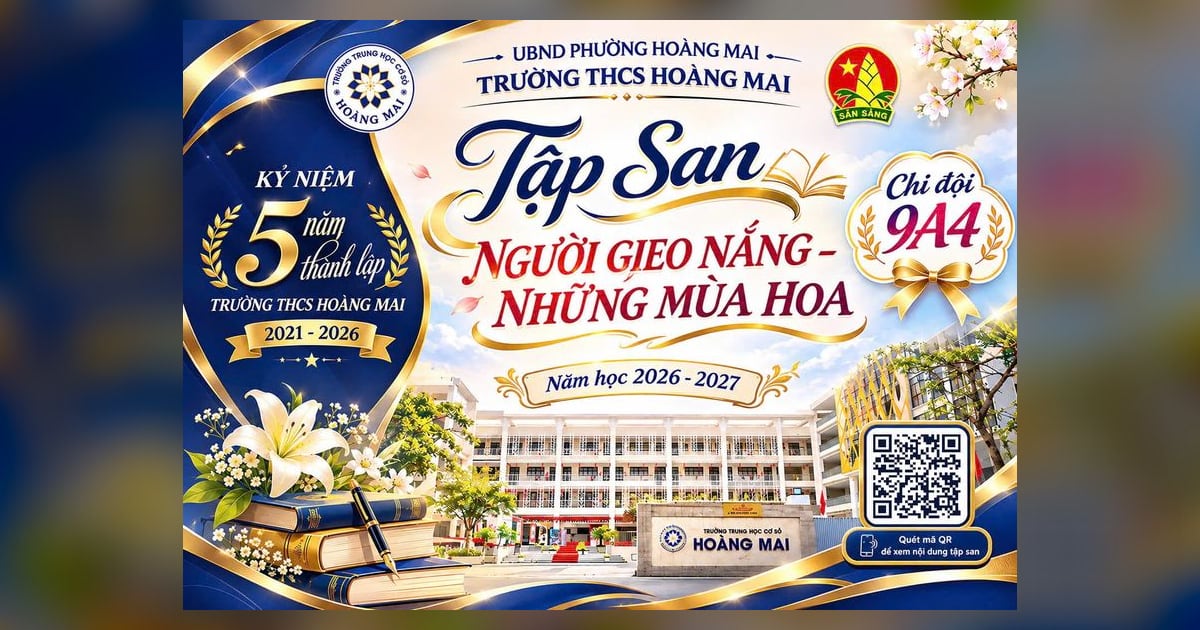 UBND PHƯỜNG HOÀNG MAI
TRƯỜNG THCS HOÀNG MAI
TRƯỜNG TRUNG HỌC CƠ SỞ
HOÀNG MAI
SẴN SÀNG
Tập San
NGƯỜI GIEO NẮNG –
NHỮNG MÙA HOA
Chi đội
9A4
KỶ NIỆM
5 năm
thành lập
TRƯỜNG THCS HOÀNG MAI
2021 - 2026
Năm học 2026 - 2027
TRƯỜNG TRUNG HỌC CƠ SỞ
HOÀNG MAI
Quét mã QR
để xem nội dung tập san